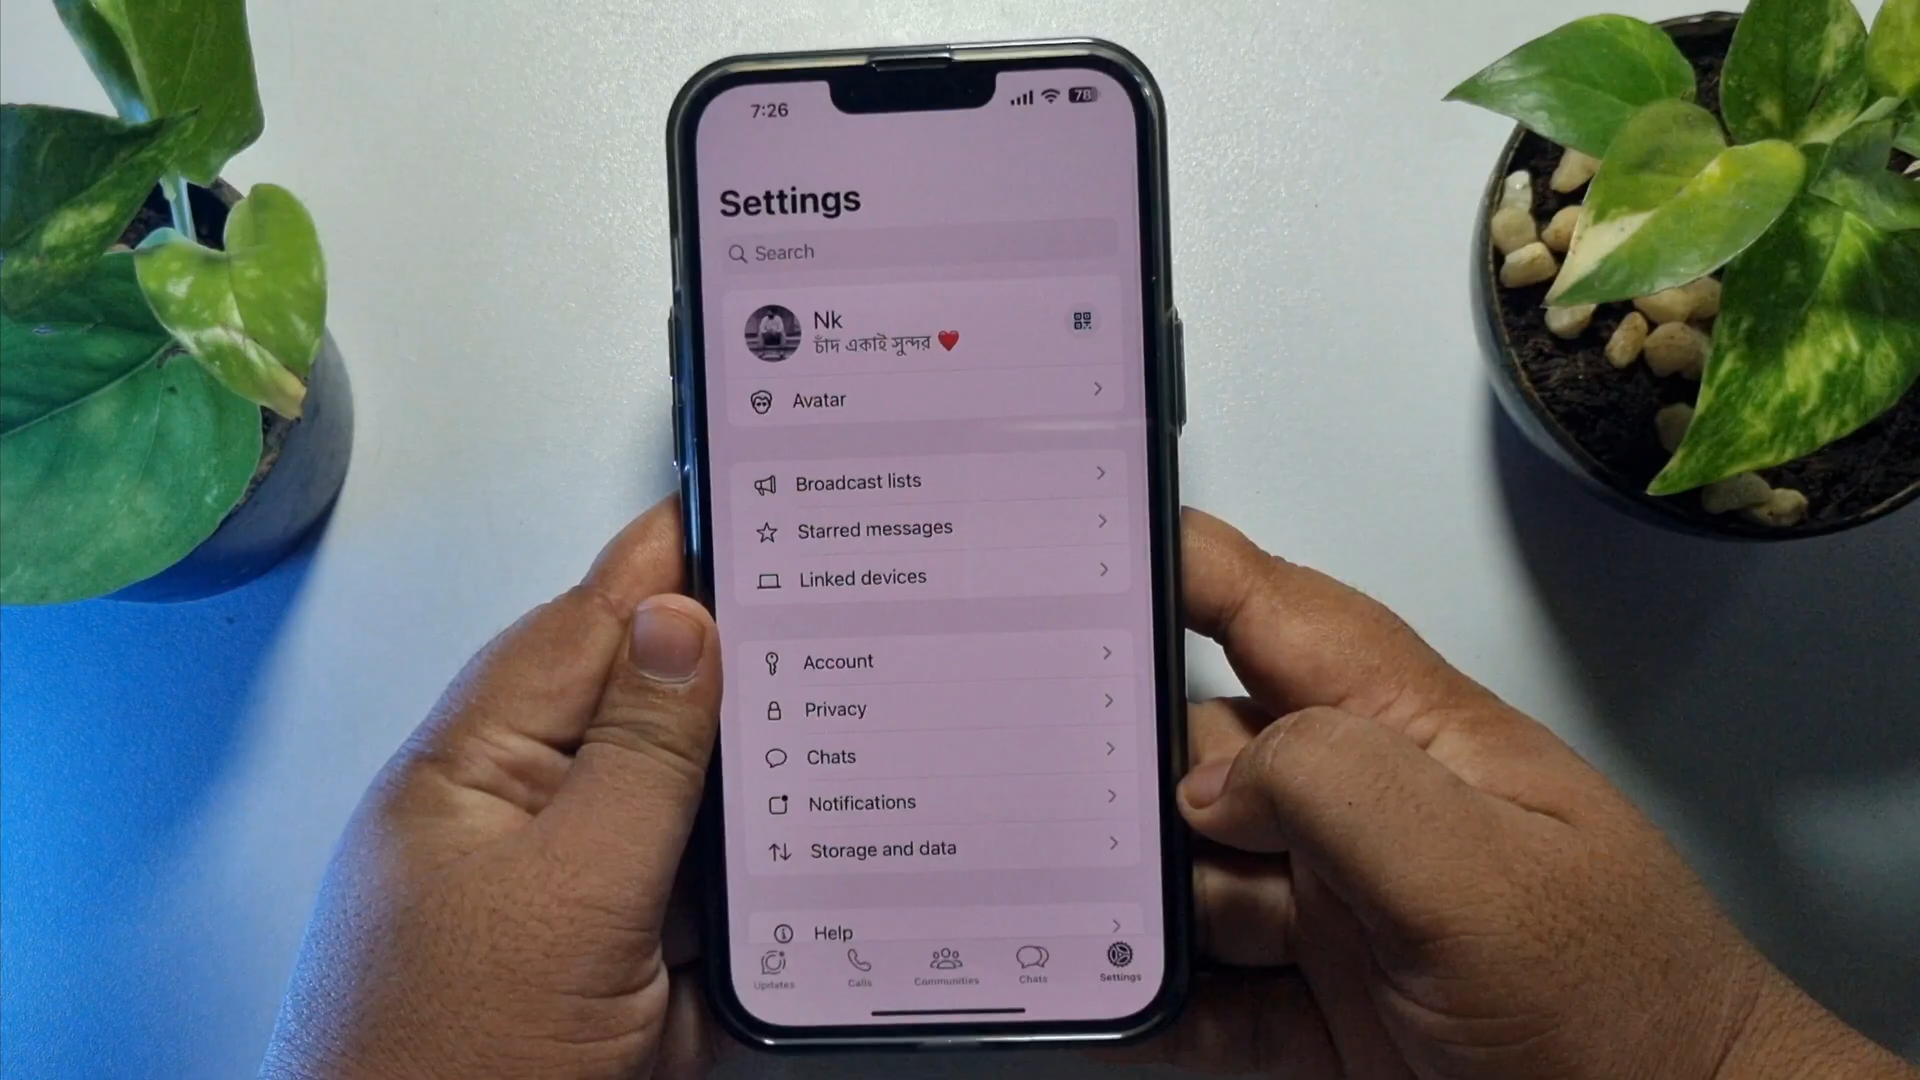 7:26
78
Settings
Search
Nk
চাঁদ একাই সুন্দর ❤️
Avatar
Broadcast lists
Starred messages
Linked devices
Account
Privacy
Chats
Notifications
Storage and data
Help
Updates
Calls
Communities
Chats
Settings